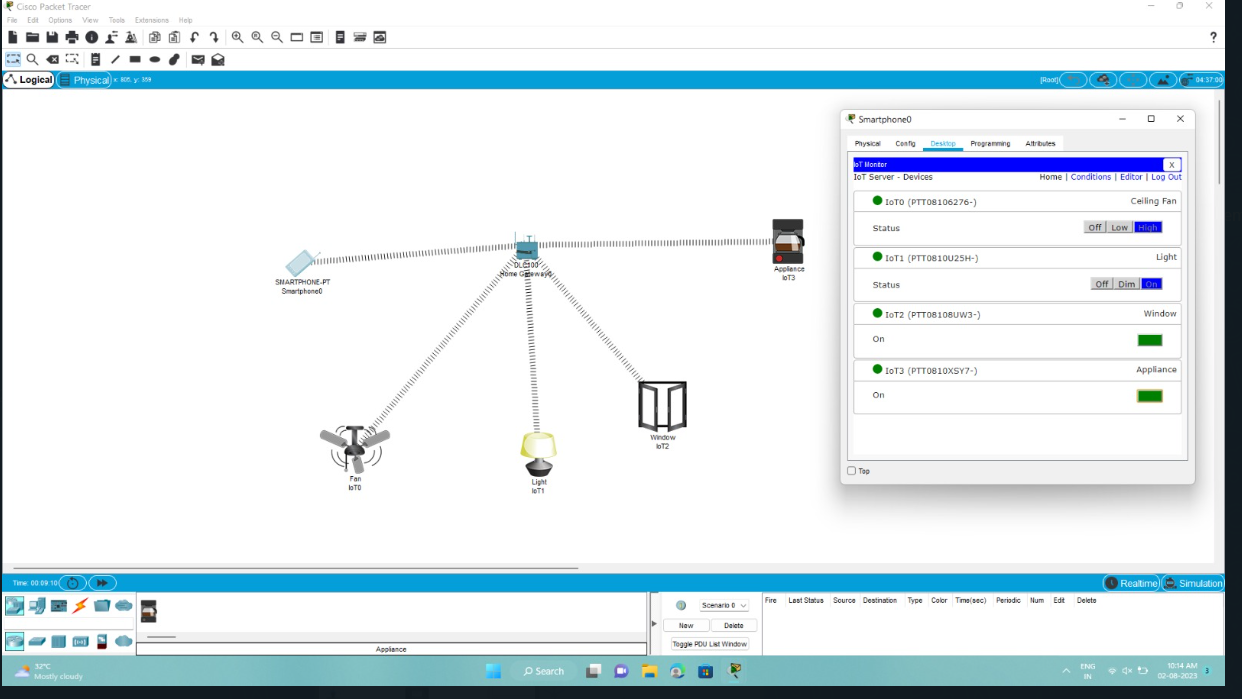 Cisco Packet Tracer
File Edit Options View Tools Extensions Help
?
Logical Physical x: 805, y: 359 [Root] 04:37:00
Smartphone0
Physical Config Desktop Programming Attributes
IoT Monitor X
IoT Server - Devices Home | Conditions | Editor | Log Out
IoT0 (PTT08106276-) Ceiling Fan
Status Off Low High
IoT1 (PTT0810U25H-) Light
Status Off Dim On
IoT2 (PTT08108UW3-) Window
On
IoT3 (PTT0810XSY7-) Appliance
On
Top
SMARTPHONE-PT
Smartphone0
DLC100
Home Gateway0
Appliance
IoT3
Fan
IoT0
Light
IoT1
Window
IoT2
Time: 00:09:10 Realtime Simulation
Scenario 0
New Delete
Toggle PDU List Window
Fire Last Status Source Destination Type Color Time(sec) Periodic Num Edit Delete
Appliance
32°C
Mostly cloudy
Search
ENG
IN
10:14 AM
02-08-2023
3